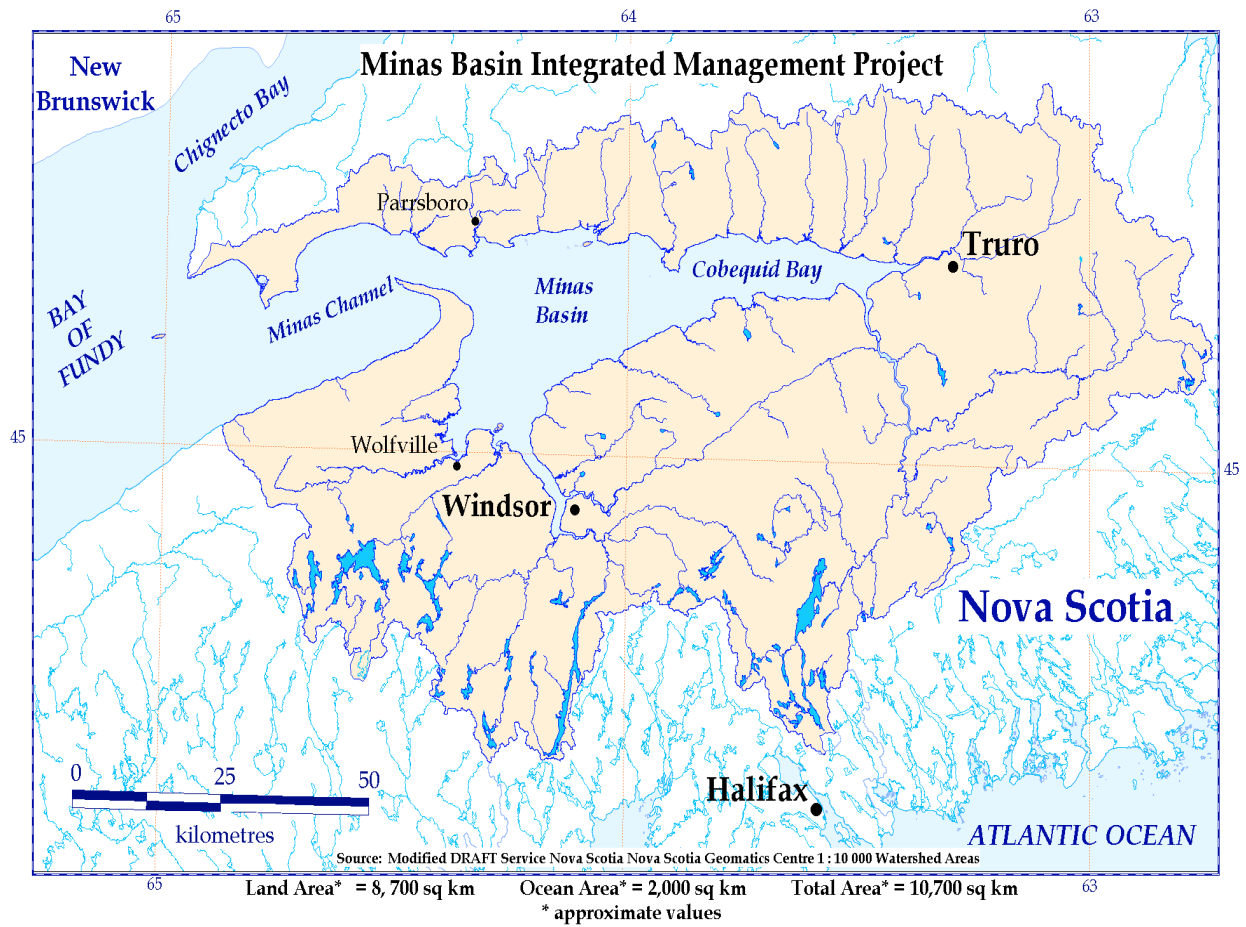 65 64 63
Minas Basin Integrated Management Project
New
Brunswick
Chignecto Bay
Parrsboro
Truro
Cobequid Bay
Minas
Basin
Minas Channel
BAY
OF
FUNDY
45
Wolfville
45
Windsor
Nova Scotia
0 25 50
kilometres
Halifax
ATLANTIC OCEAN
Source: Modified DRAFT Service Nova Scotia Nova Scotia Geomatics Centre 1 : 10 000 Watershed Areas
65 63
Land Area* = 8,700 sq km Ocean Area* = 2,000 sq km Total Area* = 10,700 sq km
* approximate values